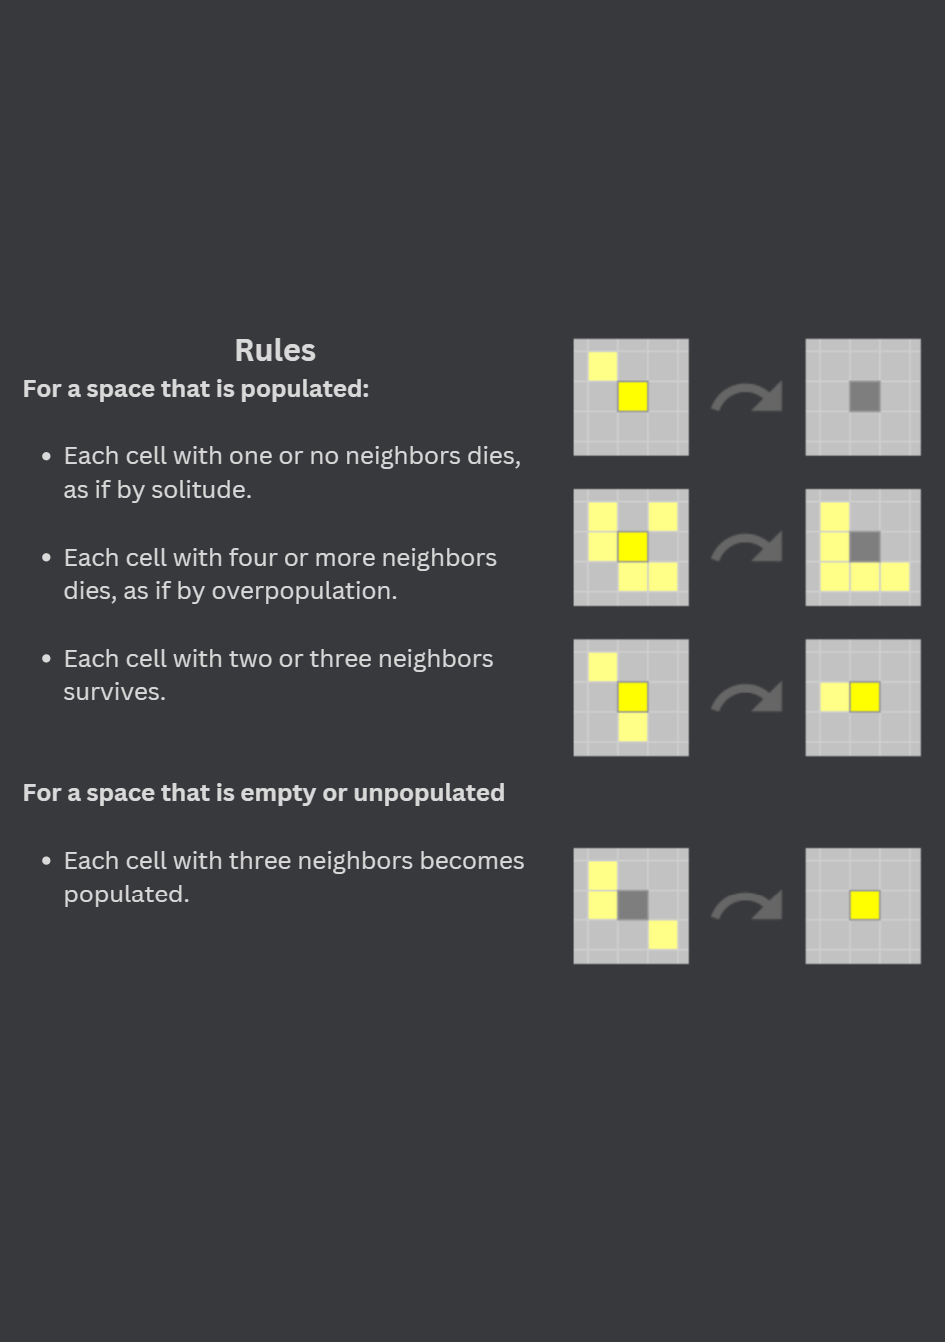 Rules
For a space that is populated:
• Each cell with one or no neighbors dies,
as if by solitude.
• Each cell with four or more neighbors
dies, as if by overpopulation.
• Each cell with two or three neighbors
survives.
For a space that is empty or unpopulated
• Each cell with three neighbors becomes
populated.